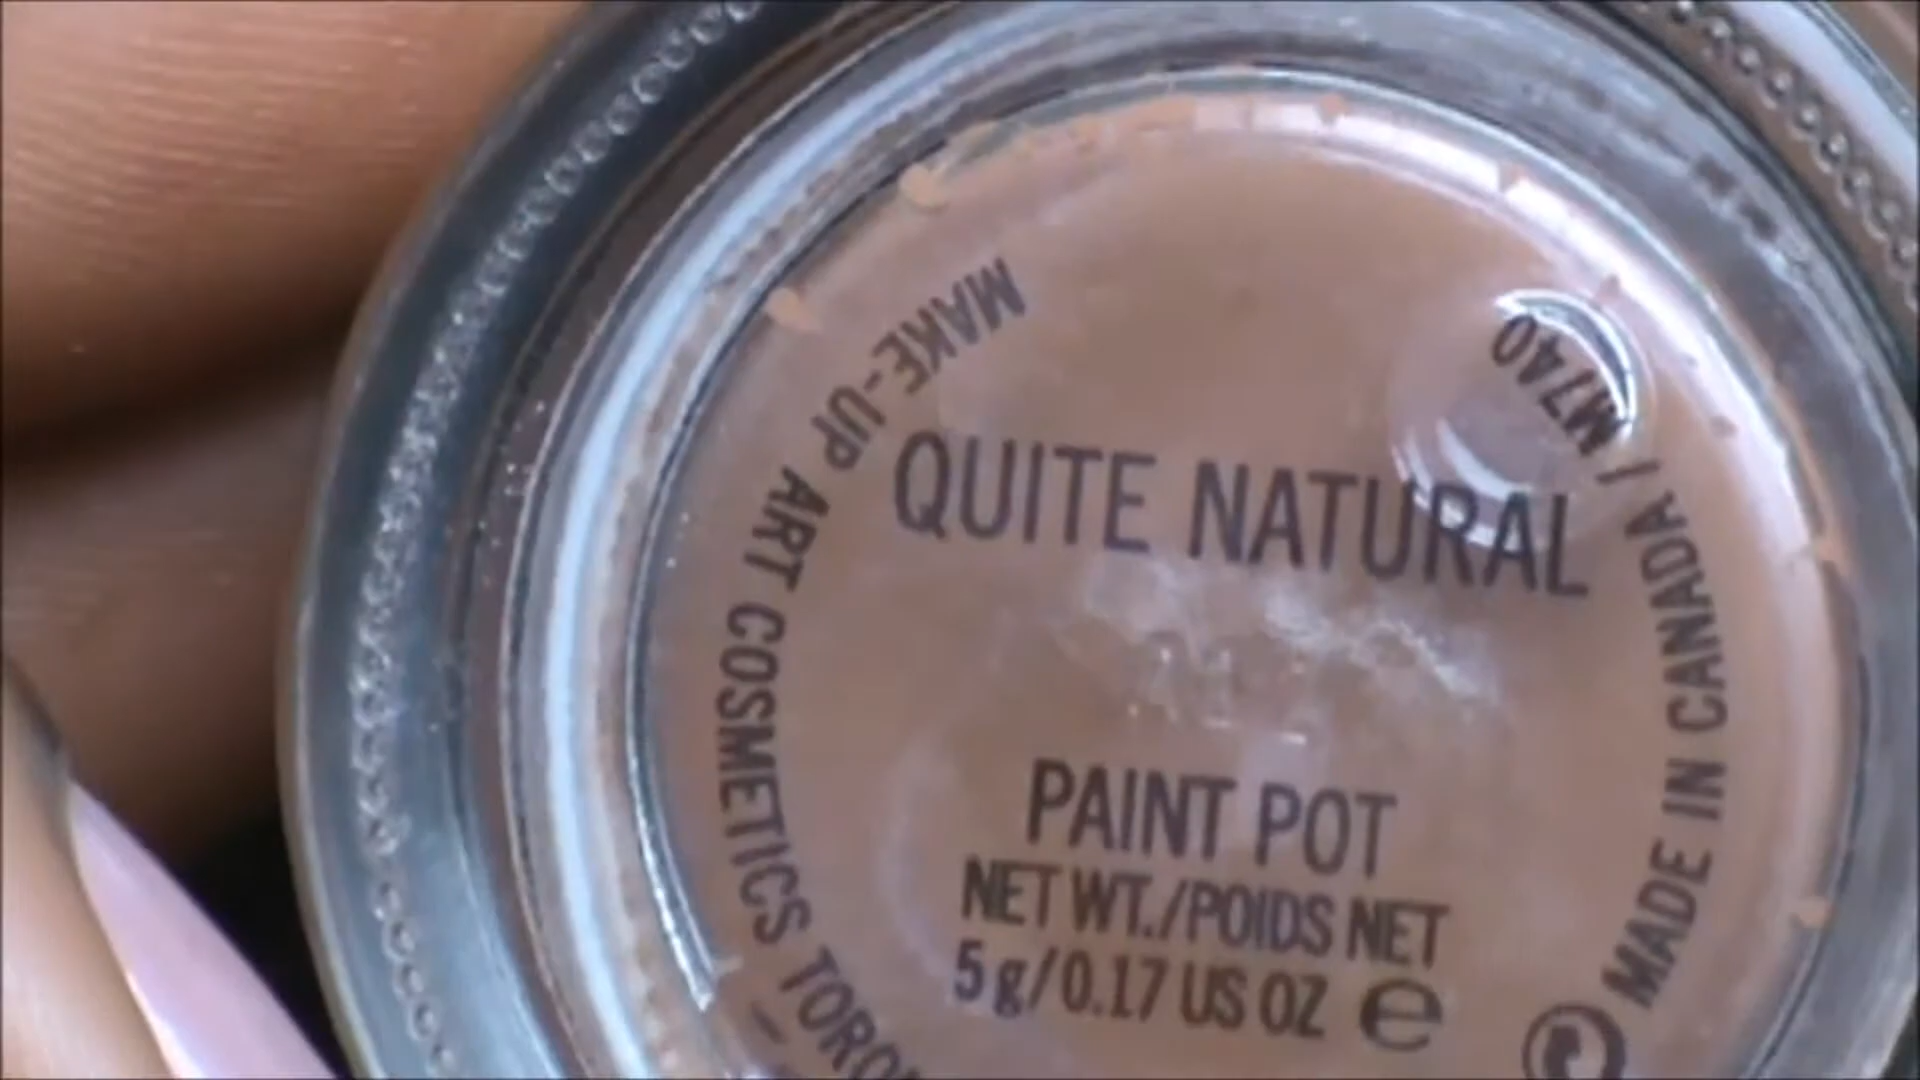 QUITE NATURAL
PAINT POT
NET WT./POIDS NET
5 g/0.17 US OZ e
MAKE-UP ART COSMETICS TORO
MADE IN CANADA / M740